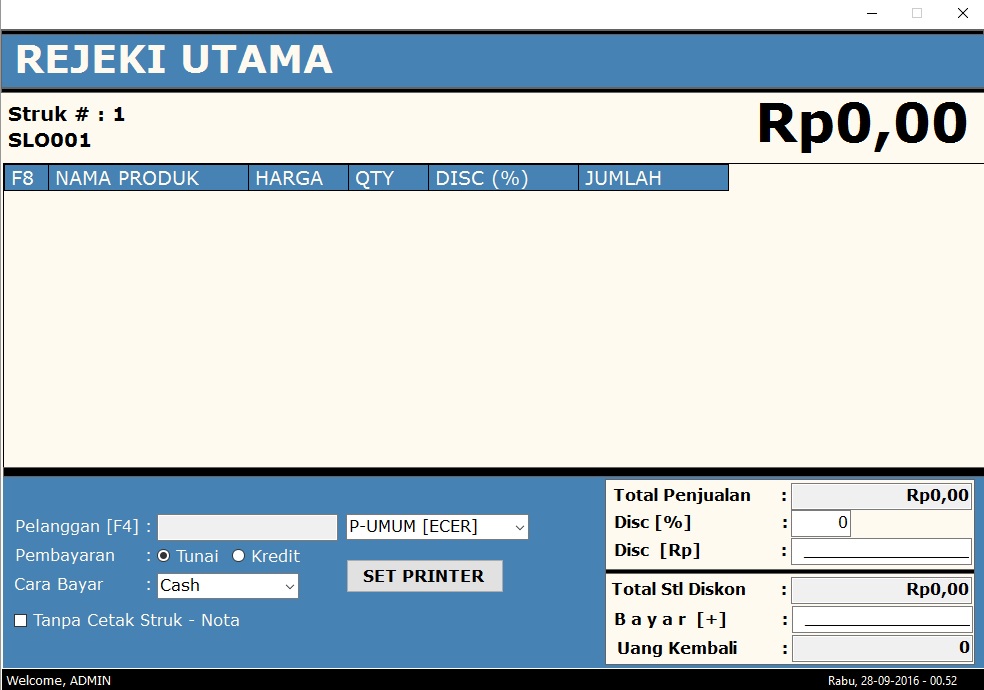 REJEKI UTAMA
Struk # : 1
SLO001
Rp0,00
F8 NAMA PRODUK HARGA QTY DISC (%) JUMLAH
Pelanggan [F4] : P-UMUM [ECER]
Pembayaran : Tunai Kredit
Cara Bayar : Cash
SET PRINTER
Tanpa Cetak Struk - Nota
Total Penjualan : Rp0,00
Disc [%] : 0
Disc [Rp] :
Total Stl Diskon : Rp0,00
B a y a r [+] :
Uang Kembali : 0
Welcome, ADMIN
Rabu, 28-09-2016 - 00.52